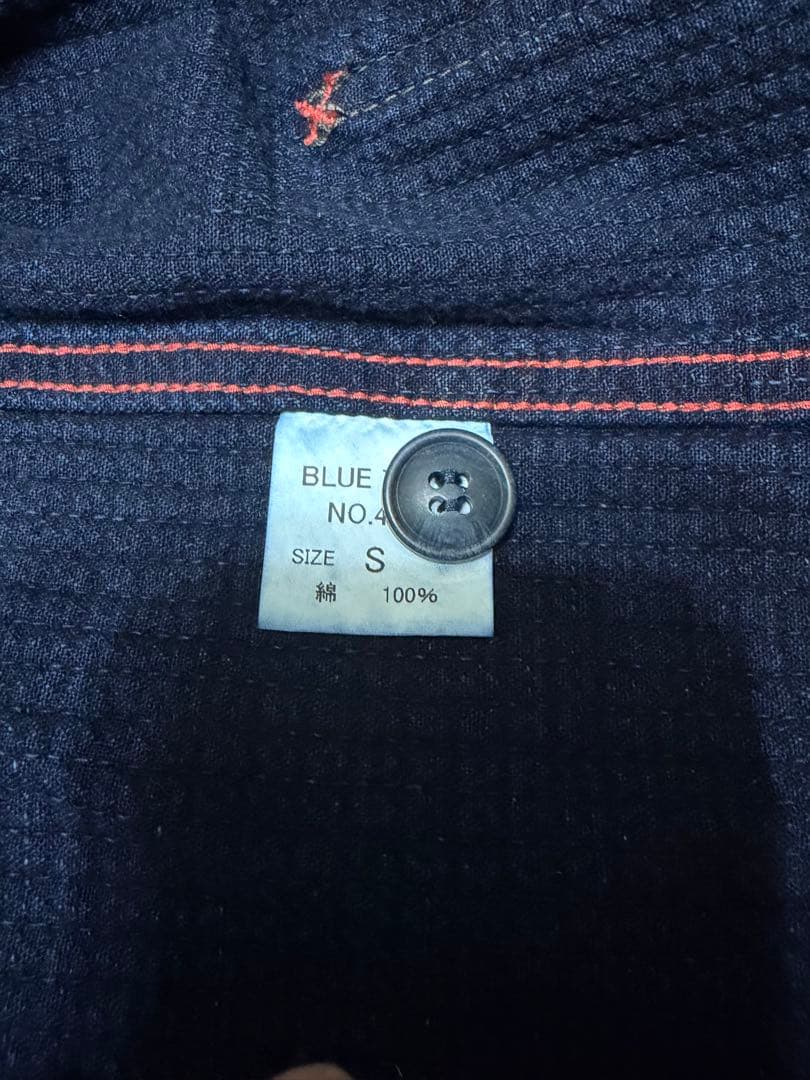 BLUE
NO.4
SIZE S
綿 100%